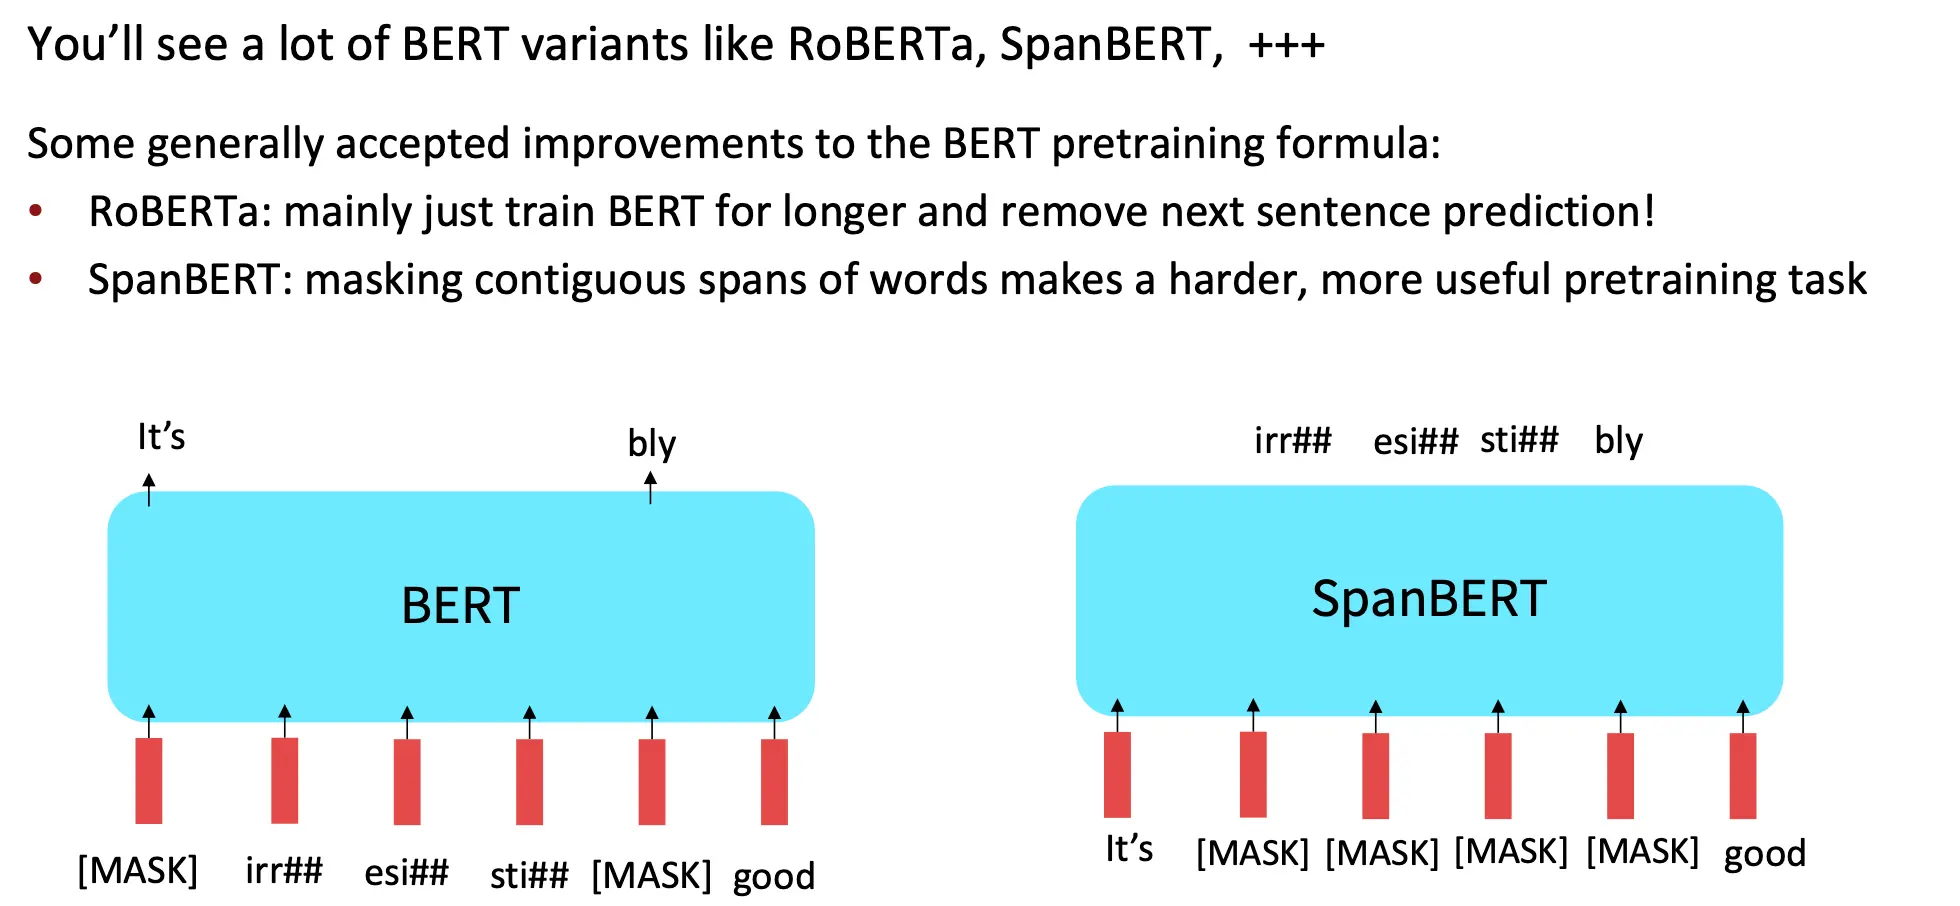 You'll see a lot of BERT variants like RoBERTa, SpanBERT, +++
Some generally accepted improvements to the BERT pretraining formula:
• RoBERTa: mainly just train BERT for longer and remove next sentence prediction!
• SpanBERT: masking contiguous spans of words makes a harder, more useful pretraining task
It's bly
BERT
[MASK] irr## esi## sti## [MASK] good
irr## esi## sti## bly
SpanBERT
It's [MASK] [MASK] [MASK] [MASK] good